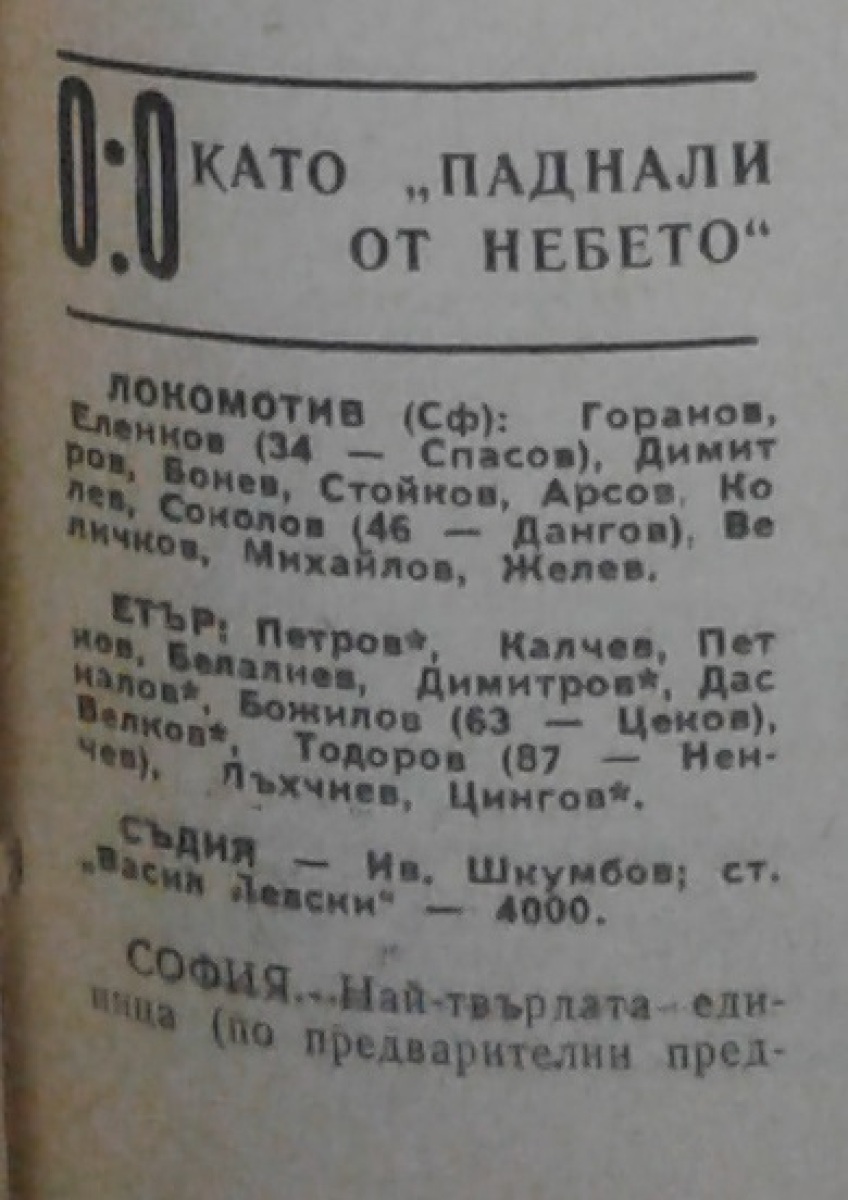 0:0 КАТО „ПАДНАЛИ
ОТ НЕБЕТО“
ЛОКОМОТИВ (Сф): Горанов,
Еленков (34 — Спасов), Димит
ров, Бонев, Стойков, Арсов, Ко
лев, Соколов (46 — Дангов), Ве
личков, Михайлов, Желев.
ЕТЪР: Петров*, Калчев, Пет
ков, Белалиев, Димитров*, Дас
калов*, Божилов (63 — Цеков),
Велков*, Тодоров (87 — Нен-
чев), Лъхчиев, Цингов*.
СЪДИЯ — Ив. Шкумбов; ст.
„Васил Левски“ — 4000.
СОФИЯ. Най-твърдата еди-
ница (по предварителни пред-